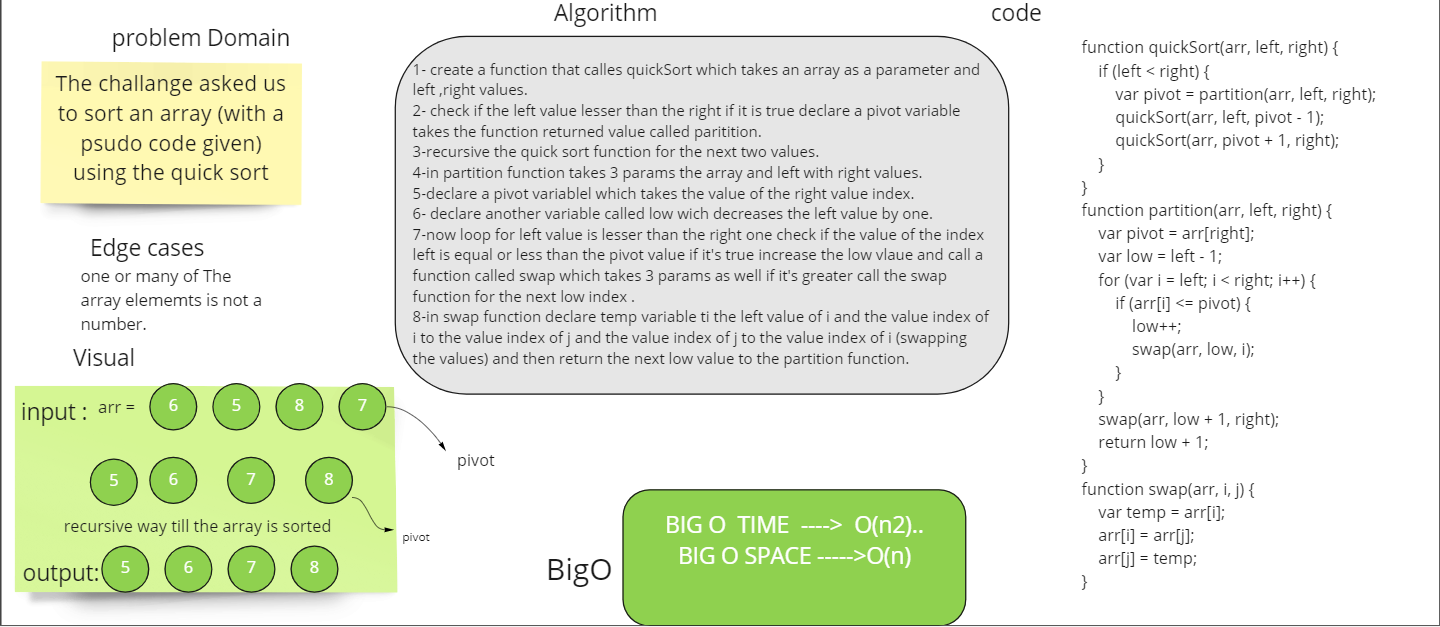 problem Domain
The challange asked us
to sort an array (with a
psudo code given)
using the quick sort
Edge cases
one or many of The
array elememts is not a
number.
Visual
input : arr = 6 5 8 7
pivot
5 6 7 8
recursive way till the array is sorted
pivot
output: 5 6 7 8
Algorithm
1- create a function that calles quickSort which takes an array as a parameter and
left ,right values.
2- check if the left value lesser than the right if it is true declare a pivot variable
takes the function returned value called paritition.
3-recursive the quick sort function for the next two values.
4-in partition function takes 3 params the array and left with right values.
5-declare a pivot variablel which takes the value of the right value index.
6- declare another variable called low wich decreases the left value by one.
7-now loop for left value is lesser than the right one check if the value of the index
left is equal or less than the pivot value if it's true increase the low vlaue and call a
function called swap which takes 3 params as well if it's greater call the swap
function for the next low index .
8-in swap function declare temp variable ti the left value of i and the value index of
i to the value index of j and the value index of j to the value index of i (swapping
the values) and then return the next low value to the partition function.
BigO
BIG O TIME ----> O(n2)..
BIG O SPACE ----->O(n)
code
function quickSort(arr, left, right) {
if (left < right) {
var pivot = partition(arr, left, right);
quickSort(arr, left, pivot - 1);
quickSort(arr, pivot + 1, right);
}
}
function partition(arr, left, right) {
var pivot = arr[right];
var low = left - 1;
for (var i = left; i < right; i++) {
if (arr[i] <= pivot) {
low++;
swap(arr, low, i);
}
}
swap(arr, low + 1, right);
return low + 1;
}
function swap(arr, i, j) {
var temp = arr[i];
arr[i] = arr[j];
arr[j] = temp;
}